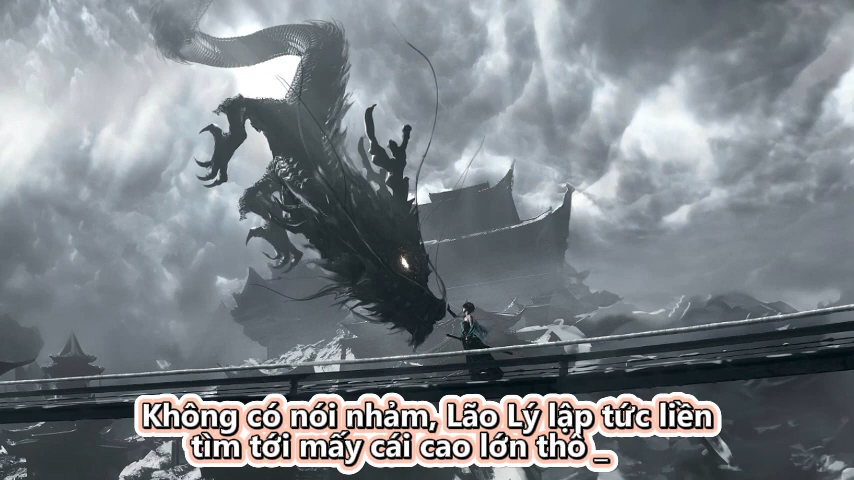 Không có nói nhảm, Lão Lý lập tức liền
tìm tới mấy cái cao lớn thô _